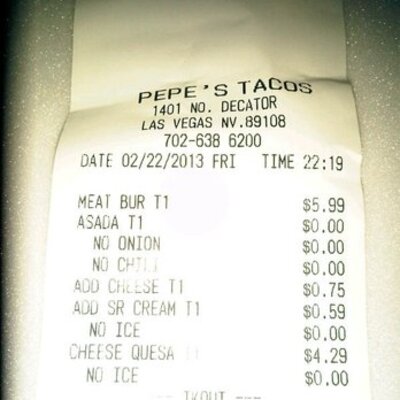 PEPE'S TACOS
1401 NO. DECATOR
LAS VEGAS NV.89108
702-638 6200
DATE 02/22/2013 FRI TIME 22:19
MEAT BUR T1 $5.99
ASADA T1 $0.00
NO ONION $0.00
NO CHILI $0.00
ADD CHEESE T1 $0.75
ADD SR CREAM T1 $0.59
NO ICE $0.00
CHEESE QUESA T1 $4.29
NO ICE $0.00
TKOUT